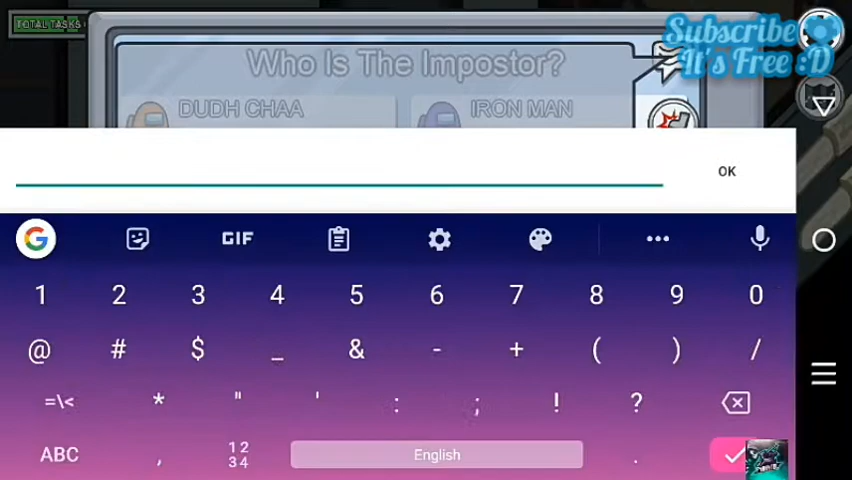 TOTAL TASKS
Subscribe
It's Free :D
Who Is The Impostor?
DUDH CHAA
IRON MAN
OK
G
GIF
1 2 3 4 5 6 7 8 9 0
@ # $ _ & - + ( ) /
=\< * " ' : ; ! ? 
ABC , 12 34 English .